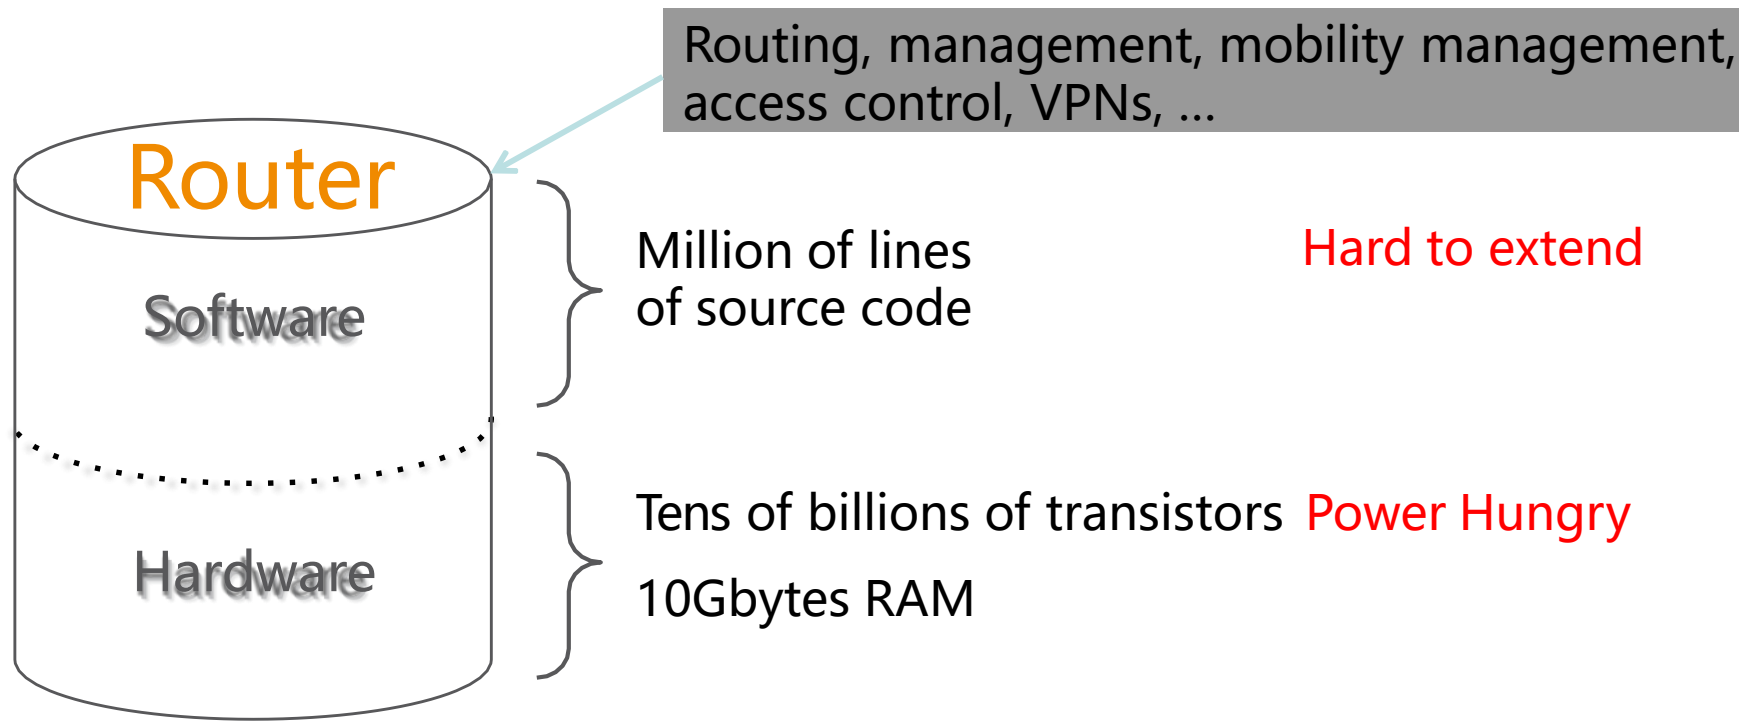 Routing, management, mobility management,
access control, VPNs, ...
Router
Software
Million of lines
of source code
Hard to extend
Hardware
Tens of billions of transistors
Power Hungry
10Gbytes RAM